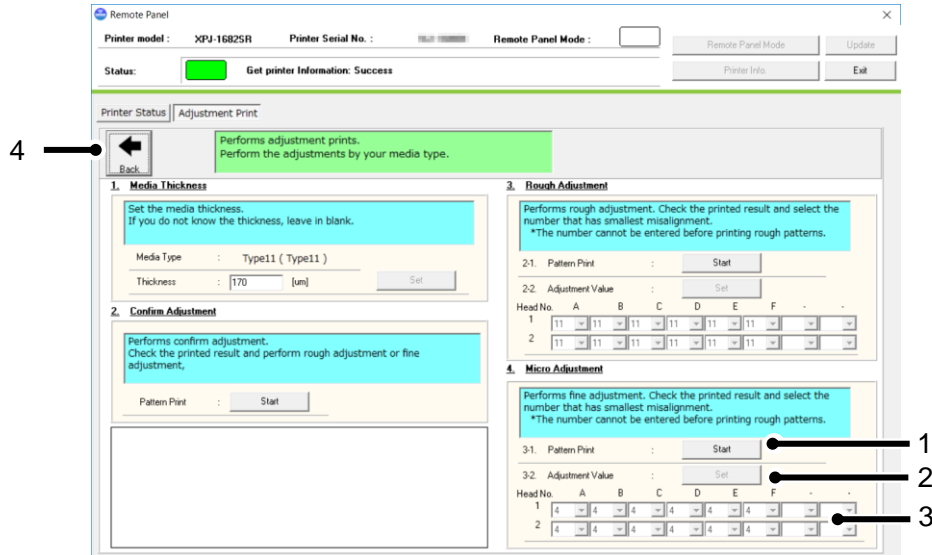 Remote Panel
Printer model : XPJ-1682SR Printer Serial No. : Remote Panel Mode : Remote Panel Mode Update
Status: Get printer Information: Success Printer Info. Exit
Printer Status Adjustment Print
4
Back
Performs adjustment prints.
Perform the adjustments by your media type.
1. Media Thickness
Set the media thickness.
If you do not know the thickness, leave in blank.
Media Type : Type11 ( Type11 )
Thickness : 170 [um] Set
2. Confirm Adjustment
Performs confirm adjustment.
Check the printed result and perform rough adjustment or fine
adjustment,
Pattern Print : Start
3. Rough Adjustment
Performs rough adjustment. Check the printed result and select the
number that has smallest misalignment.
*The number cannot be entered before printing rough patterns.
2-1. Pattern Print : Start
2-2. Adjustment Value : Set
Head No. A B C D E F - -
1 11 11 11 11 11 11
2 11 11 11 11 11 11
4. Micro Adjustment
Performs fine adjustment. Check the printed result and select the
number that has smallest misalignment.
*The number cannot be entered before printing rough patterns.
3-1. Pattern Print : Start 1
3-2. Adjustment Value : Set 2
Head No. A B C D E F - -
1 4 4 4 4 4 4 3
2 4 4 4 4 4 4